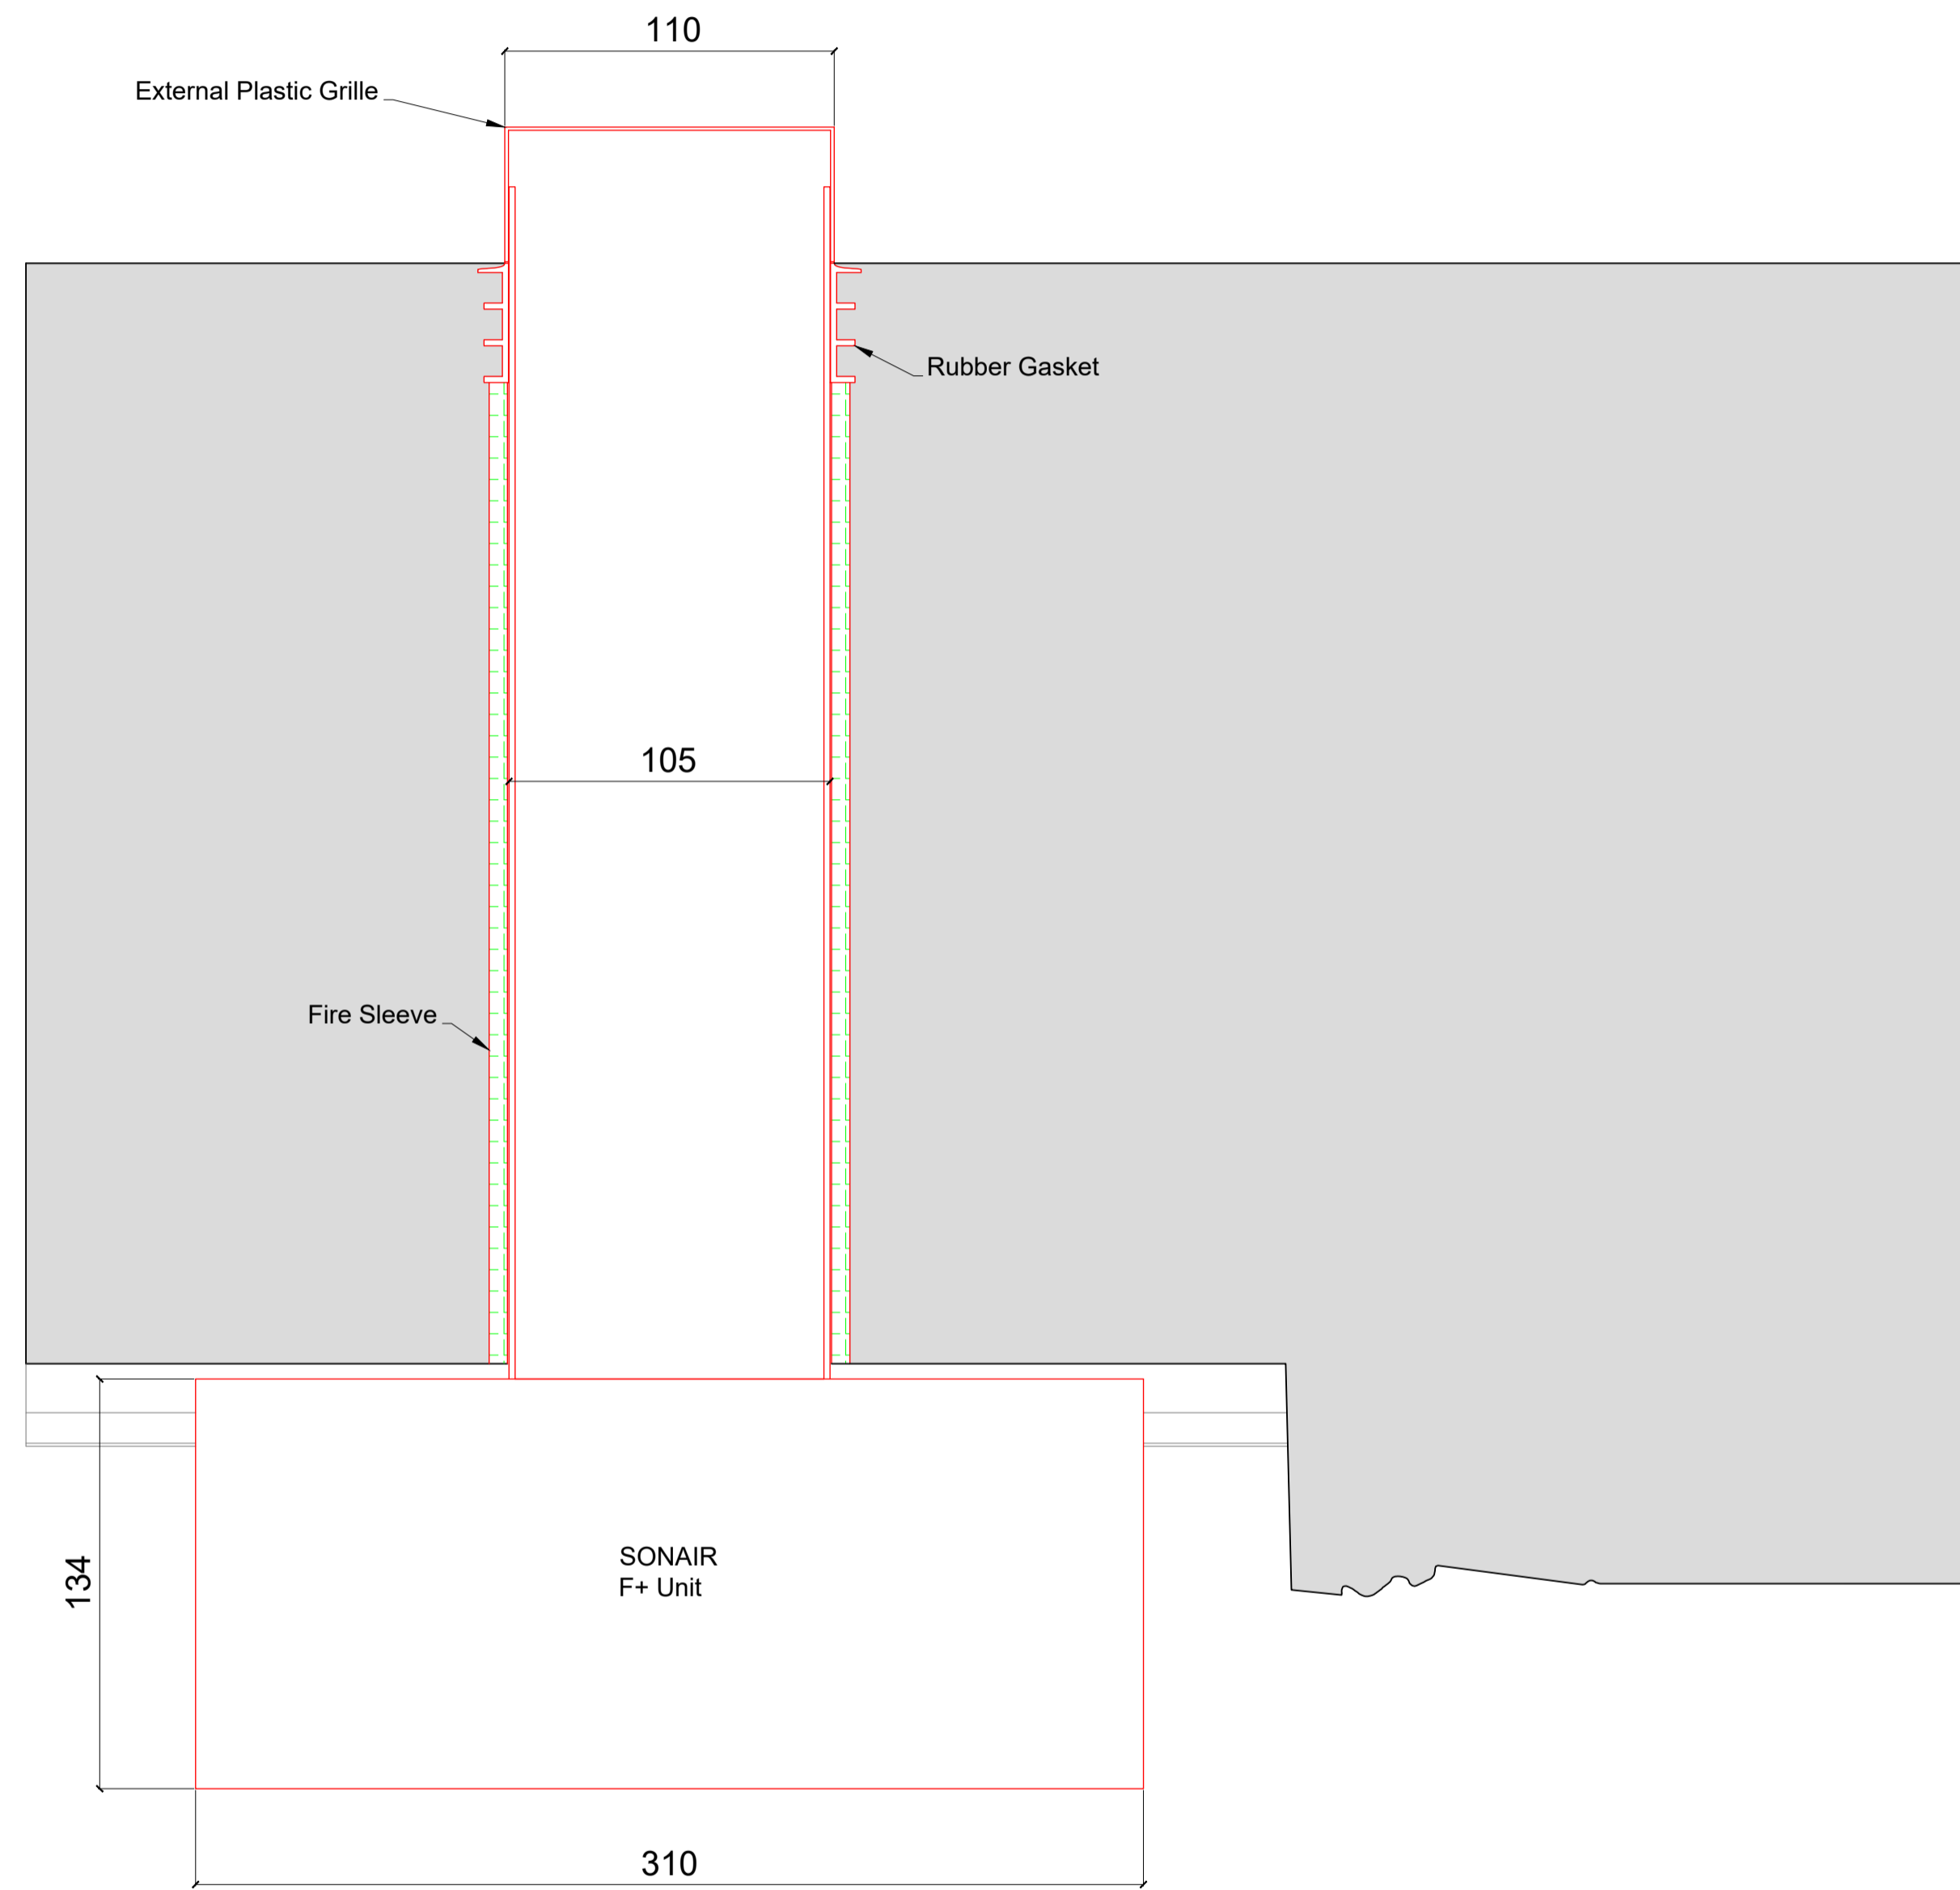 110
External Plastic Grille
Rubber Gasket
105
Fire Sleeve
134
SONAIR
F+ Unit
310